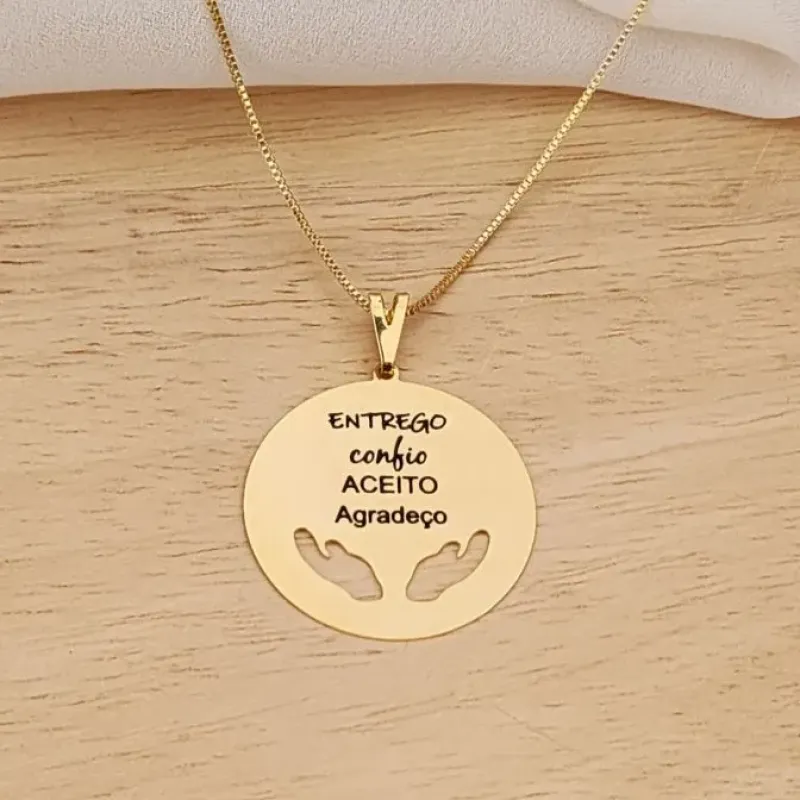 ENTREGO
confio
ACEITO
Agradeço